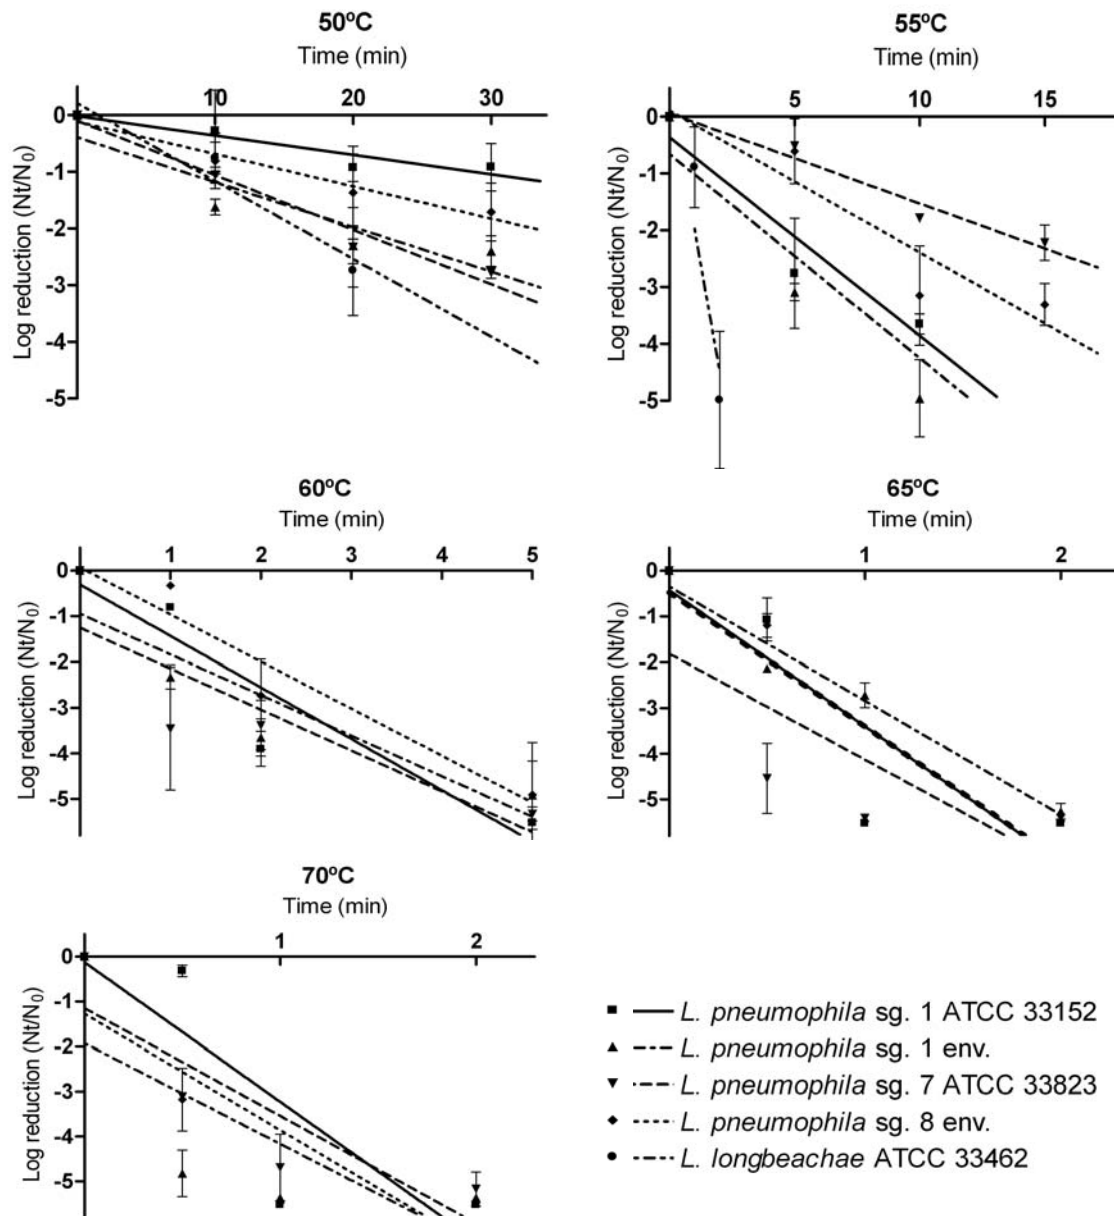 50ºC
Time (min)
10 20 30
0
-1
-2
-3
-4
-5
Log reduction (Nt/N0)
55ºC
Time (min)
5 10 15
0
-1
-2
-3
-4
-5
Log reduction (Nt/N0)
60ºC
Time (min)
1 2 3 4 5
0
-1
-2
-3
-4
-5
Log reduction (Nt/N0)
65ºC
Time (min)
1 2
0
-1
-2
-3
-4
-5
Log reduction (Nt/N0)
70ºC
Time (min)
1 2
0
-1
-2
-3
-4
-5
Log reduction (Nt/N0)
L. pneumophila sg. 1 ATCC 33152
L. pneumophila sg. 1 env.
L. pneumophila sg. 7 ATCC 33823
L. pneumophila sg. 8 env.
L. longbeachae ATCC 33462